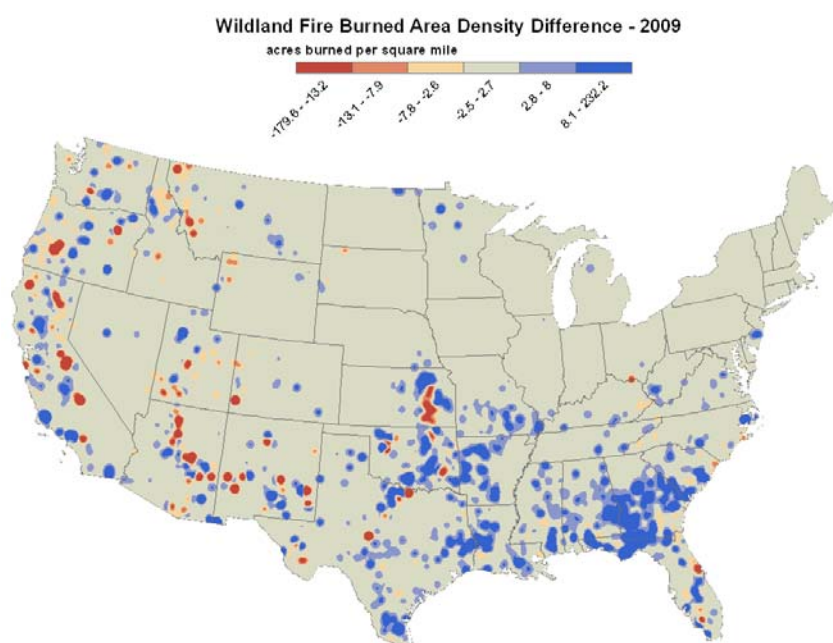 Wildland Fire Burned Area Density Difference - 2009
acres burned per square mile
-179.6 - -13.2
-13.1 - -7.9
-7.8 - -2.6
-2.5 - 2.7
2.8 - 8
8.1 - 232.2